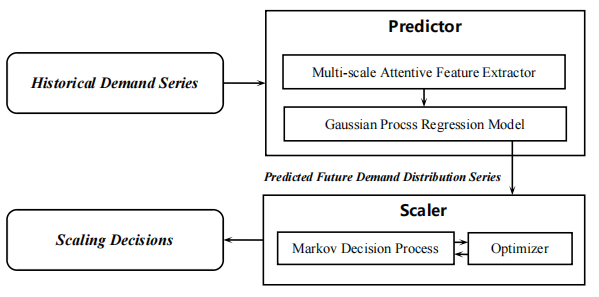 Predictor
Historical Demand Series
Multi-scale Attentive Feature Extractor
Gaussian Procss Regression Model
Predicted Future Demand Distribution Series
Scaler
Scaling Decisions
Markov Decision Process
Optimizer